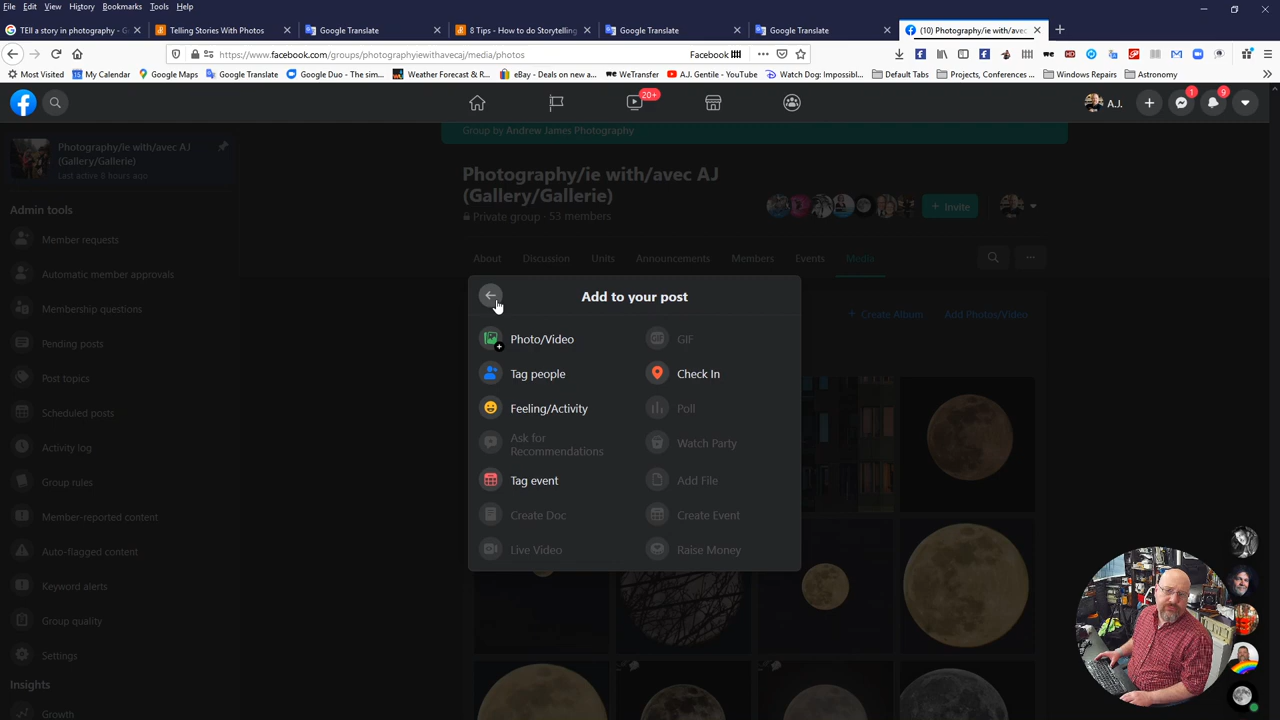 File Edit View History Bookmarks Tools Help
TEll a story in photography - G
Telling Stories With Posts
Google Translate
8 Tips - How to do Storytelling
Google Translate
Google Translate
(10) Photography/ie with/avec
https://www.facebook.com/groups/photographyiewithavecaj/media/photos
Facebook
Most Visited
My Calendar
Google Maps
Google Translate
Google Duo - The sim...
Weather Forecast & R...
eBay - Deals on new a...
WeTransfer
A.J. Gentile - YouTube
Watch Dog: Impossibl...
Default Tabs
Projects, Conferences ...
Windows Repairs
Astronomy
20+
A.J.
1
9
Group by Andrew James Photography
Photography/ie with/avec AJ
(Gallery/Gallerie)
Last active 8 hours ago
Admin tools
Member requests
Automatic member approvals
Membership questions
Pending posts
Post topics
Scheduled posts
Activity log
Group rules
Member-reported content
Auto-flagged content
Keyword alerts
Group quality
Settings
Insights
Growth
Photography/ie with/avec AJ
(Gallery/Gallerie)
Private group · 53 members
+ Invite
About Discussion Units Announcements Members Events Media
+ Create Album
Add Photos/Video
Add to your post
Photo/Video
GIF
Tag people
Check In
Feeling/Activity
Poll
Ask for
Recommendations
Watch Party
Tag event
Add File
Create Doc
Create Event
Live Video
Raise Money